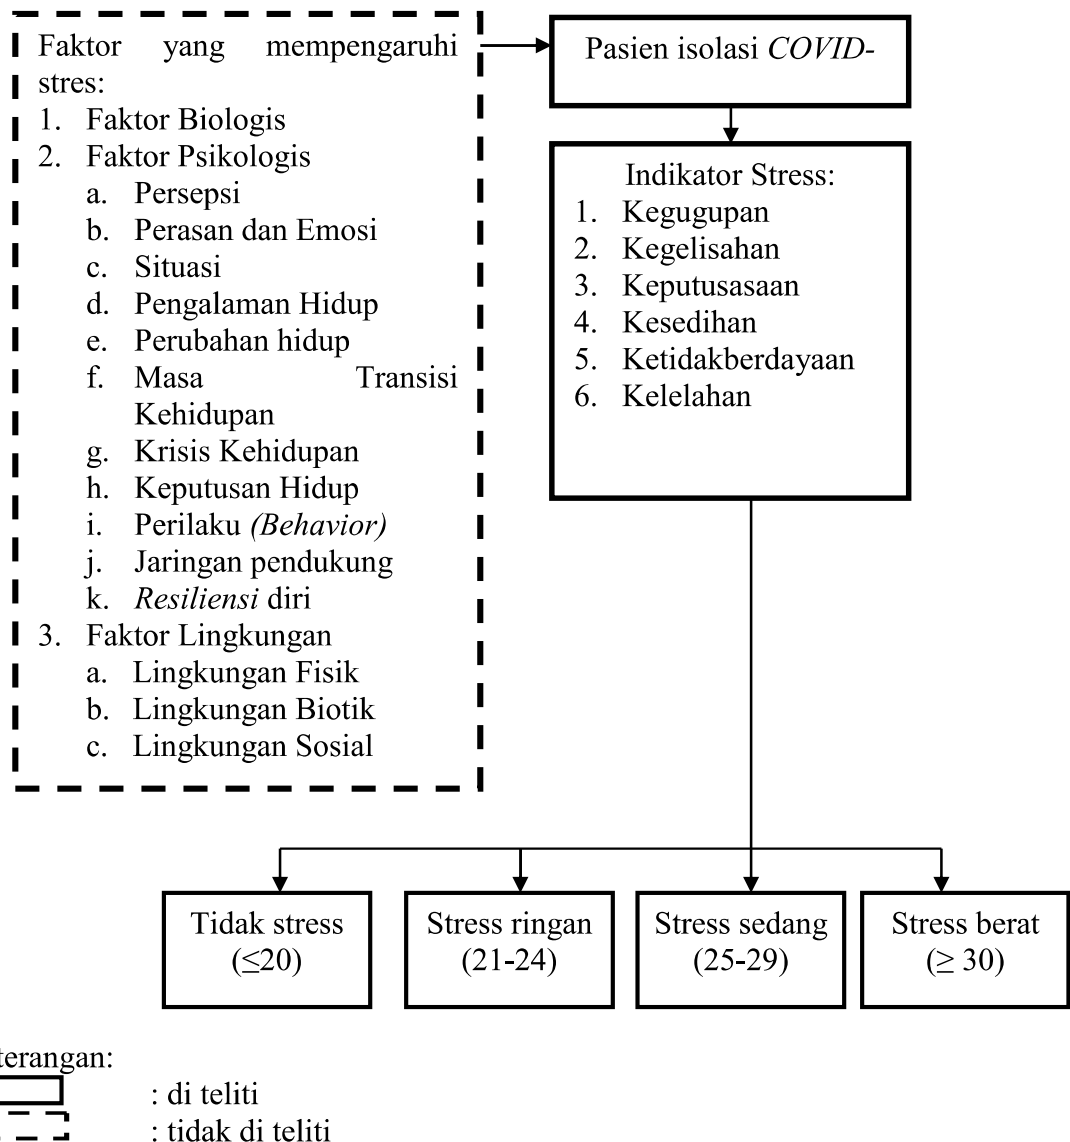 Faktor yang mempengaruhi
stres:
1. Faktor Biologis
2. Faktor Psikologis
a. Persepsi
b. Perasan dan Emosi
c. Situasi
d. Pengalaman Hidup
e. Perubahan hidup
f. Masa Transisi
Kehidupan
g. Krisis Kehidupan
h. Keputusan Hidup
i. Perilaku (Behavior)
j. Jaringan pendukung
k. Resiliensi diri
3. Faktor Lingkungan
a. Lingkungan Fisik
b. Lingkungan Biotik
c. Lingkungan Sosial
Pasien isolasi COVID-
Indikator Stress:
1. Kegugupan
2. Kegelisahan
3. Keputusasaan
4. Kesedihan
5. Ketidakberdayaan
6. Kelelahan
Tidak stress
(≤20)
Stress ringan
(21-24)
Stress sedang
(25-29)
Stress berat
(≥ 30)
terangan:
: di teliti
: tidak di teliti